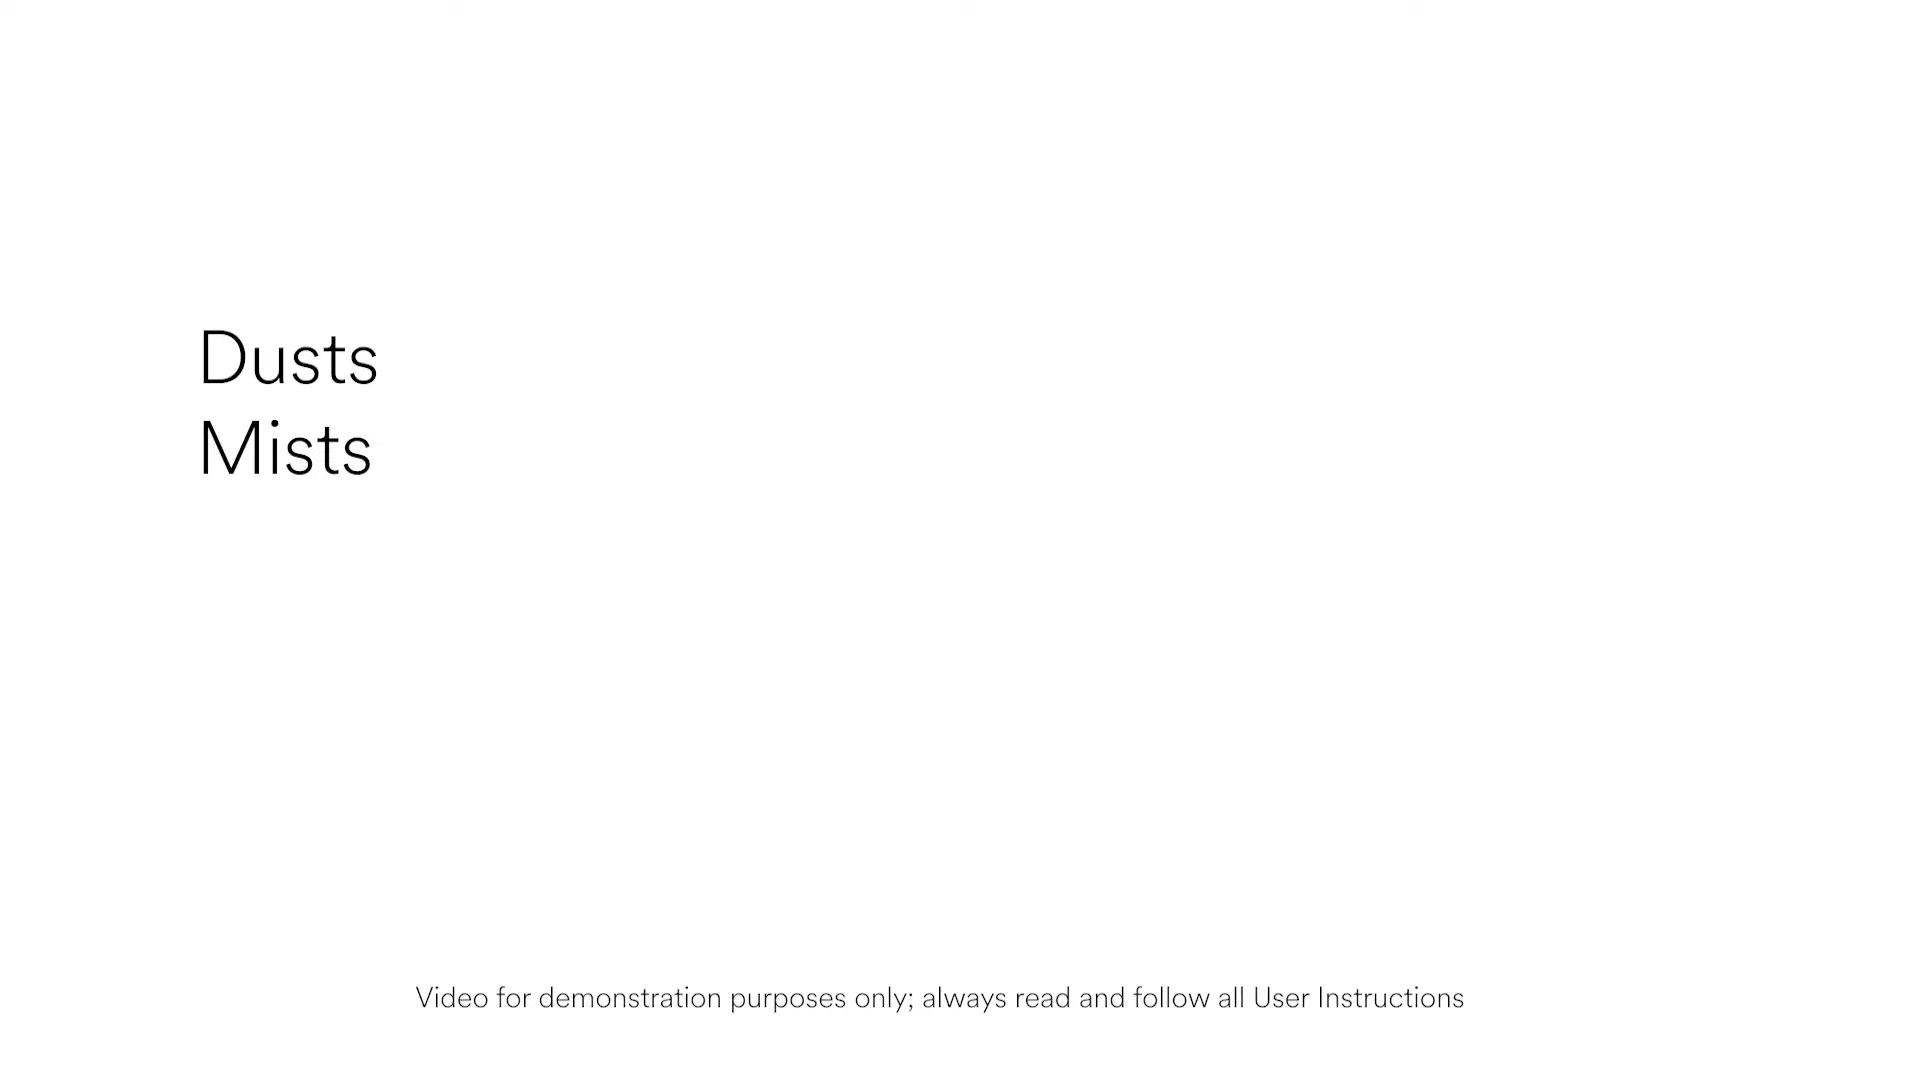 Dusts
Mists
Video for demonstration purposes only; always read and follow all User Instructions